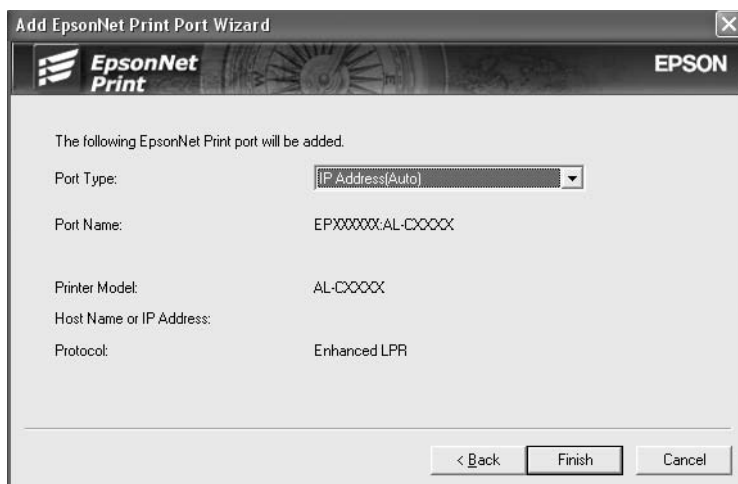 Add EpsonNet Print Port Wizard
EpsonNet
Print
EPSON
The following EpsonNet Print port will be added.
Port Type: IP Address(Auto)
Port Name: EPXXXXXX:AL-CXXXX
Printer Model: AL-CXXXX
Host Name or IP Address:
Protocol: Enhanced LPR
< Back Finish Cancel